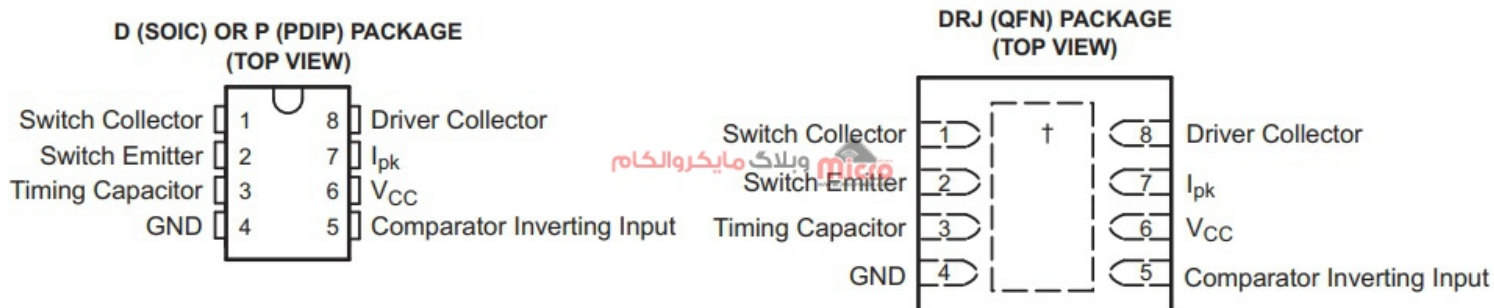 D (SOIC) OR P (PDIP) PACKAGE
(TOP VIEW)
Switch Collector 1 8 Driver Collector
Switch Emitter 2 7 Ipk
Timing Capacitor 3 6 VCC
GND 4 5 Comparator Inverting Input
DRJ (QFN) PACKAGE
(TOP VIEW)
Switch Collector 1 † 8 Driver Collector
وبلاگ مایکروالکام Micro
Switch Emitter 2 7 Ipk
Timing Capacitor 3 6 VCC
GND 4 5 Comparator Inverting Input